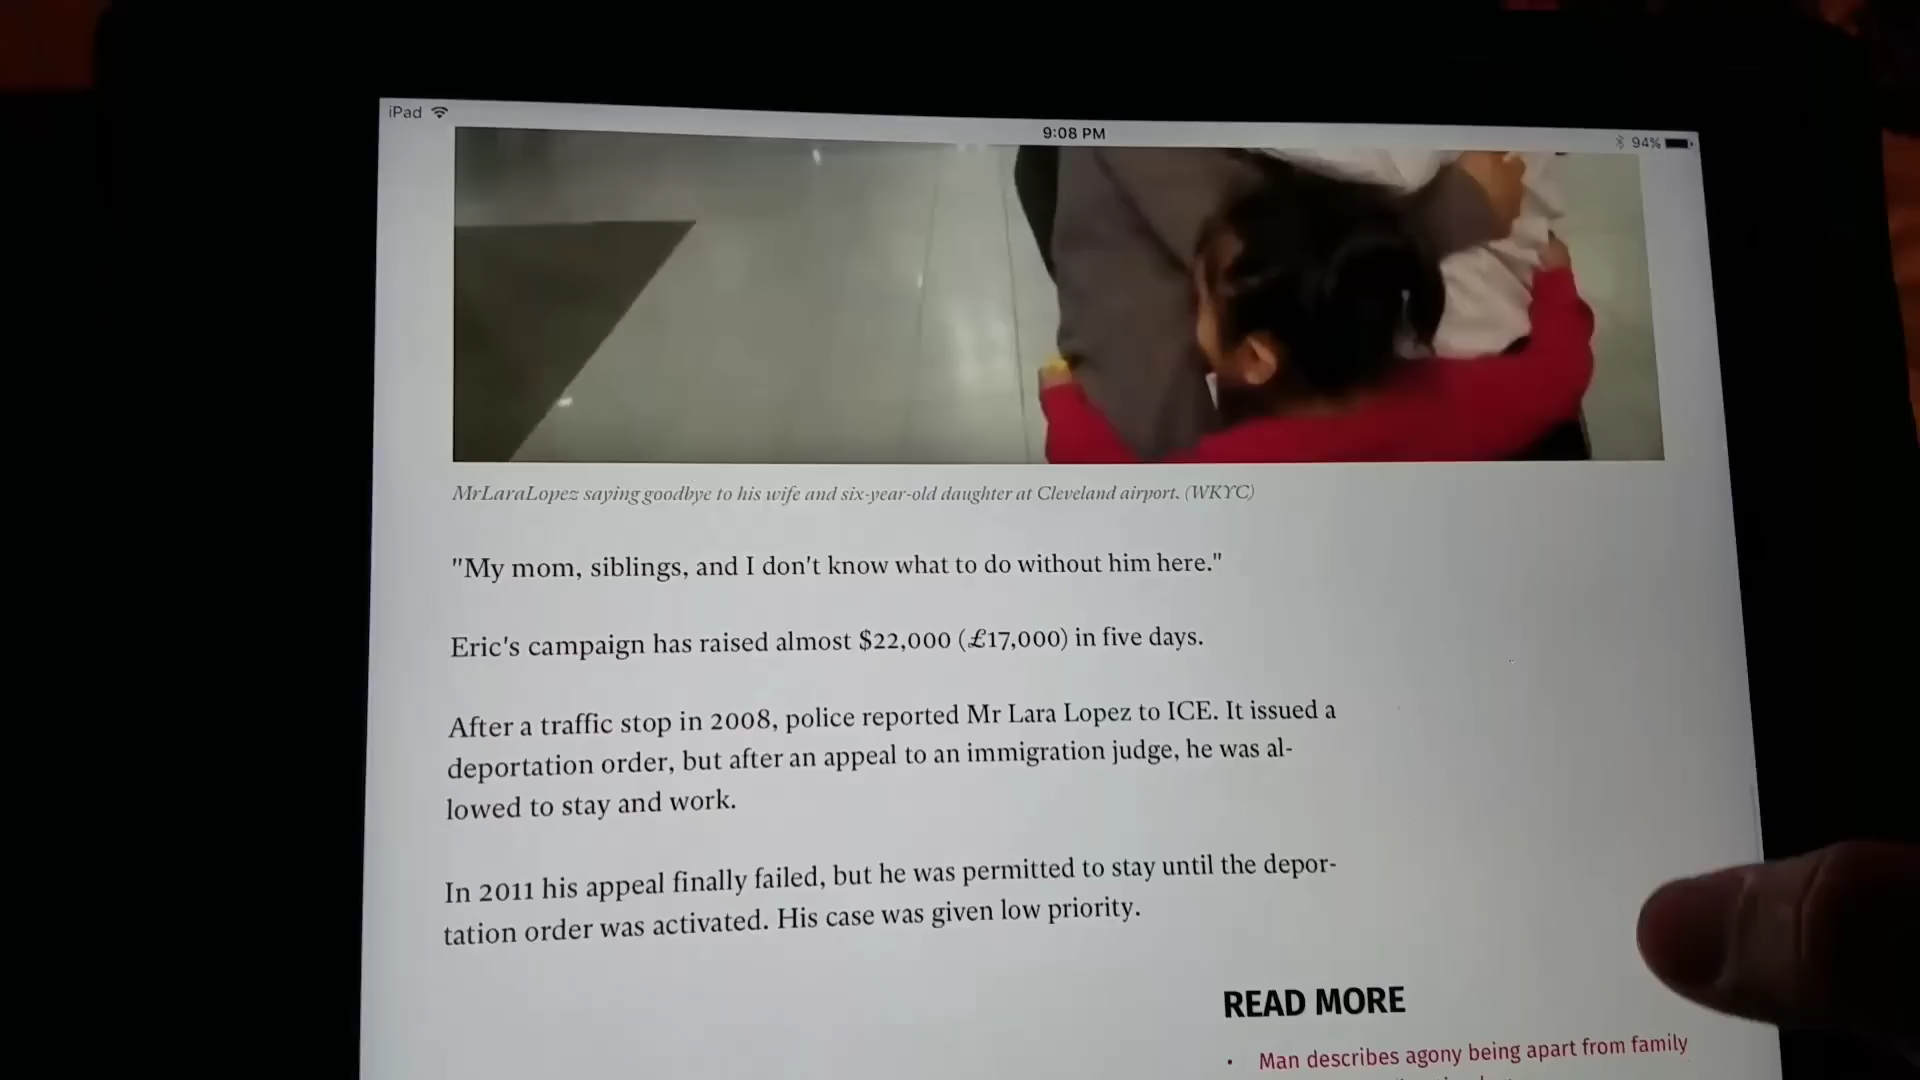 iPad
9:08 PM
94%
MrLaraLopez saying goodbye to his wife and six-year-old daughter at Cleveland airport. (WKYC)
"My mom, siblings, and I don't know what to do without him here."
Eric's campaign has raised almost $22,000 (£17,000) in five days.
After a traffic stop in 2008, police reported Mr Lara Lopez to ICE. It issued a
deportation order, but after an appeal to an immigration judge, he was al-
lowed to stay and work.
In 2011 his appeal finally failed, but he was permitted to stay until the depor-
tation order was activated. His case was given low priority.
READ MORE
• Man describes agony being apart from family